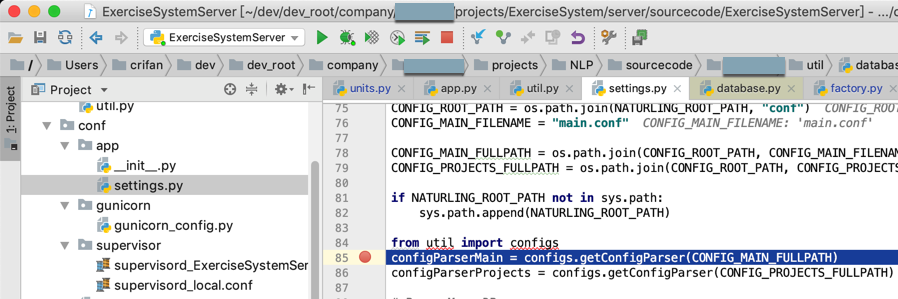 ExerciseSystemServer [~/dev/dev_root/company/ /projects/ExerciseSystem/server/sourcecode/ExerciseSystemServer] - .../c
ExerciseSystemServer
/ Users crifan dev dev_root company projects NLP sourcecode util databas
1: Project
Project
units.py app.py util.py settings.py database.py factory.py
util.py
conf
app
__init__.py
settings.py
gunicorn
gunicorn_config.py
supervisor
supervisord_ExerciseSystemSer
supervisord_local.conf
75 CONFIG_ROOT_PATH = os.path.join(NATURLING_ROOT_PATH, "conf") CONFIG_ROO
76 CONFIG_MAIN_FILENAME = "main.conf" CONFIG_MAIN_FILENAME: 'main.conf'
77
78 CONFIG_MAIN_FULLPATH = os.path.join(CONFIG_ROOT_PATH, CONFIG_MAIN_FILENAM
79 CONFIG_PROJECTS_FULLPATH = os.path.join(CONFIG_ROOT_PATH, CONFIG_PROJECTS
80
81 if NATURLING_ROOT_PATH not in sys.path:
82 sys.path.append(NATURLING_ROOT_PATH)
83
84 from util import configs
85 configParserMain = configs.getConfigParser(CONFIG_MAIN_FULLPATH)
86 configParserProjects = configs.getConfigParser(CONFIG_PROJECTS_FULLPATH)
87